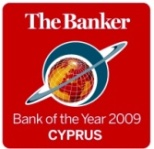 The Banker
Bank of the Year 2009
CYPRUS